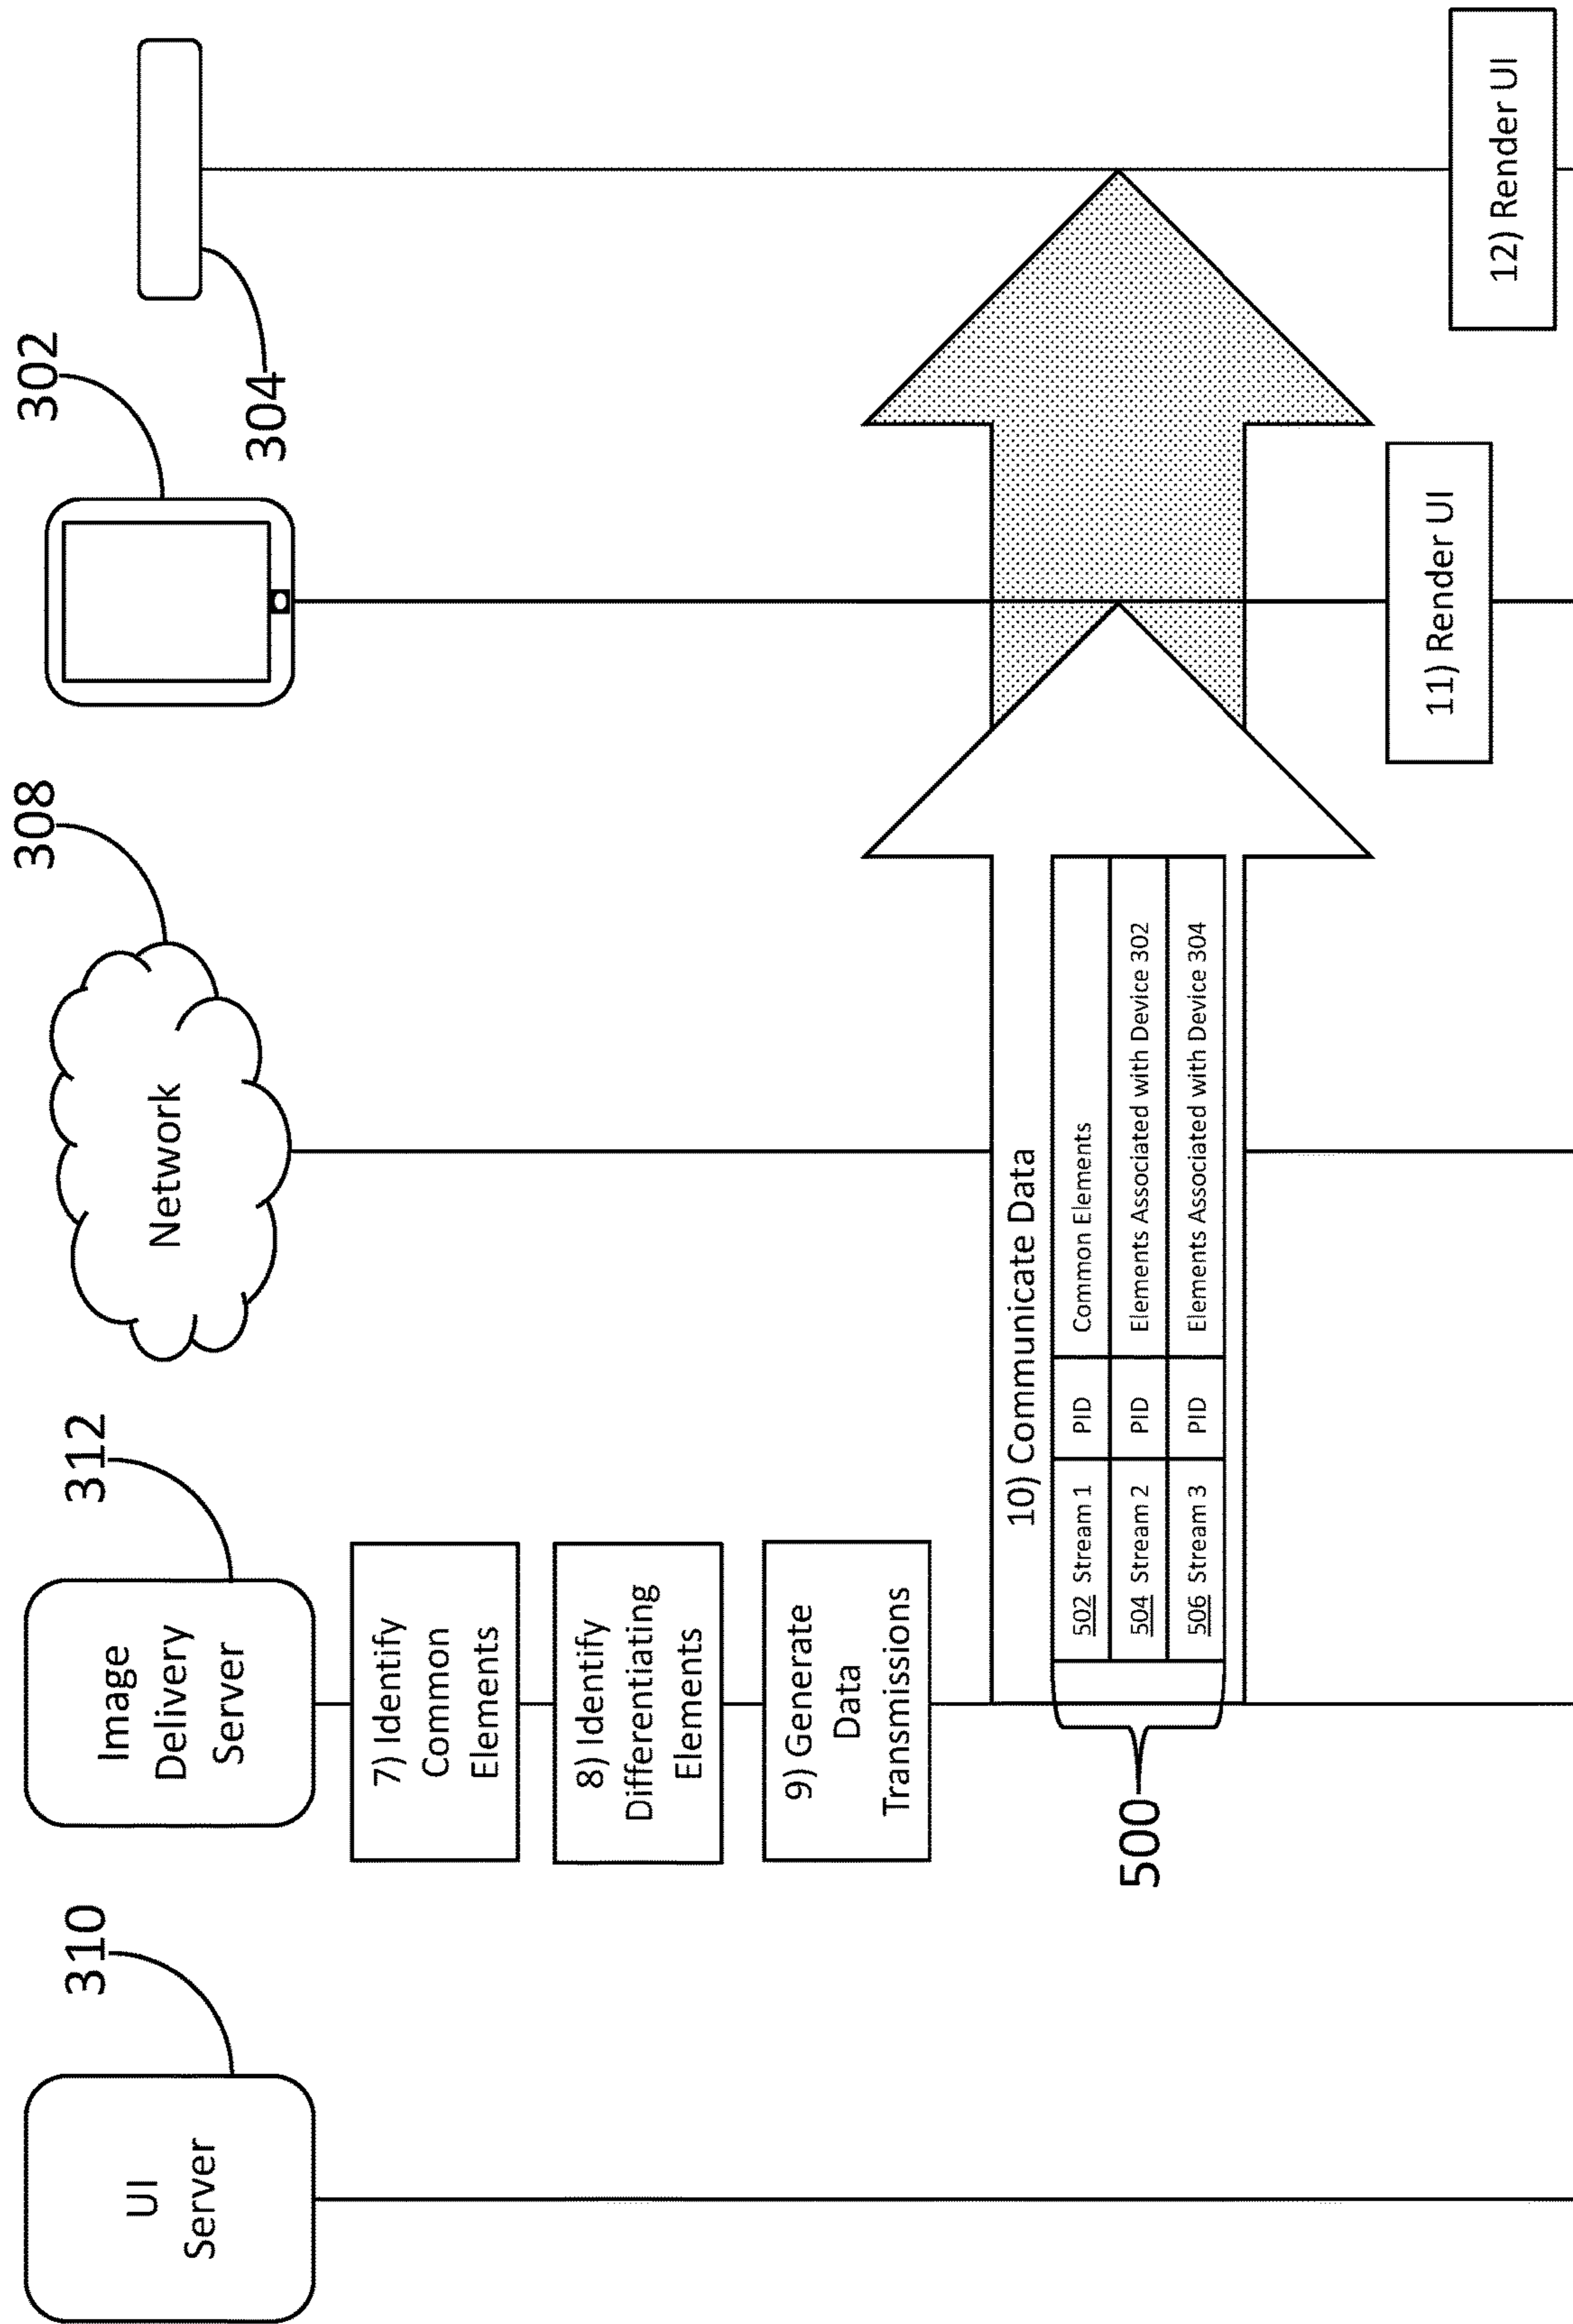 310
312
308
302
304
UI
Server
Image
Delivery
Server
Network
7) Identify
Common
Elements
8) Identify
Differentiating
Elements
9) Generate
Data
Transmissions
10) Communicate Data
502 Stream 1 PID Common Elements
504 Stream 2 PID Elements Associated with Device 302
506 Stream 3 PID Elements Associated with Device 304
500
11) Render UI
12) Render UI